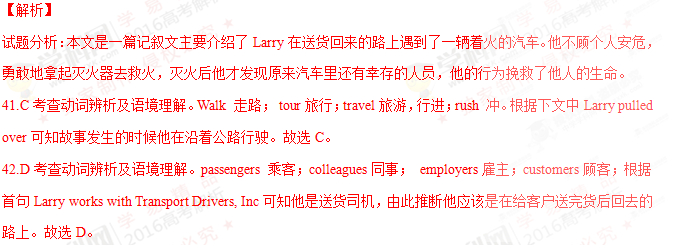 【解析】
试题分析：本文是一篇记叙文主要介绍了 Larry 在送货回来的路上遇到了一辆着火的汽车。他不顾个人安危，
勇敢地拿起灭火器去救火，灭火后他才发现原来汽车里还有幸存的人员，他的行为挽救了他人的生命。
41.C 考查动词辨析及语境理解。Walk 走路； tour 旅行；travel 旅游，行进；rush 冲。根据下文中 Larry pulled
over 可知故事发生的时候他在沿着公路行驶。故选 C。
42.D 考查动词辨析及语境理解。passengers 乘客；colleagues 同事； employers 雇主；customers 顾客；根据
首句 Larry works with Transport Drivers, Inc 可知他是送货司机，由此推断他应该是在给客户送完货后回去的
路上。故选 D。